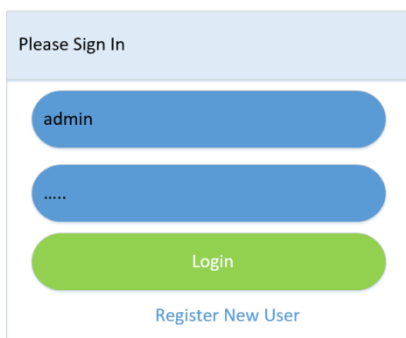 Please Sign In
admin
.....
Login
Register New User